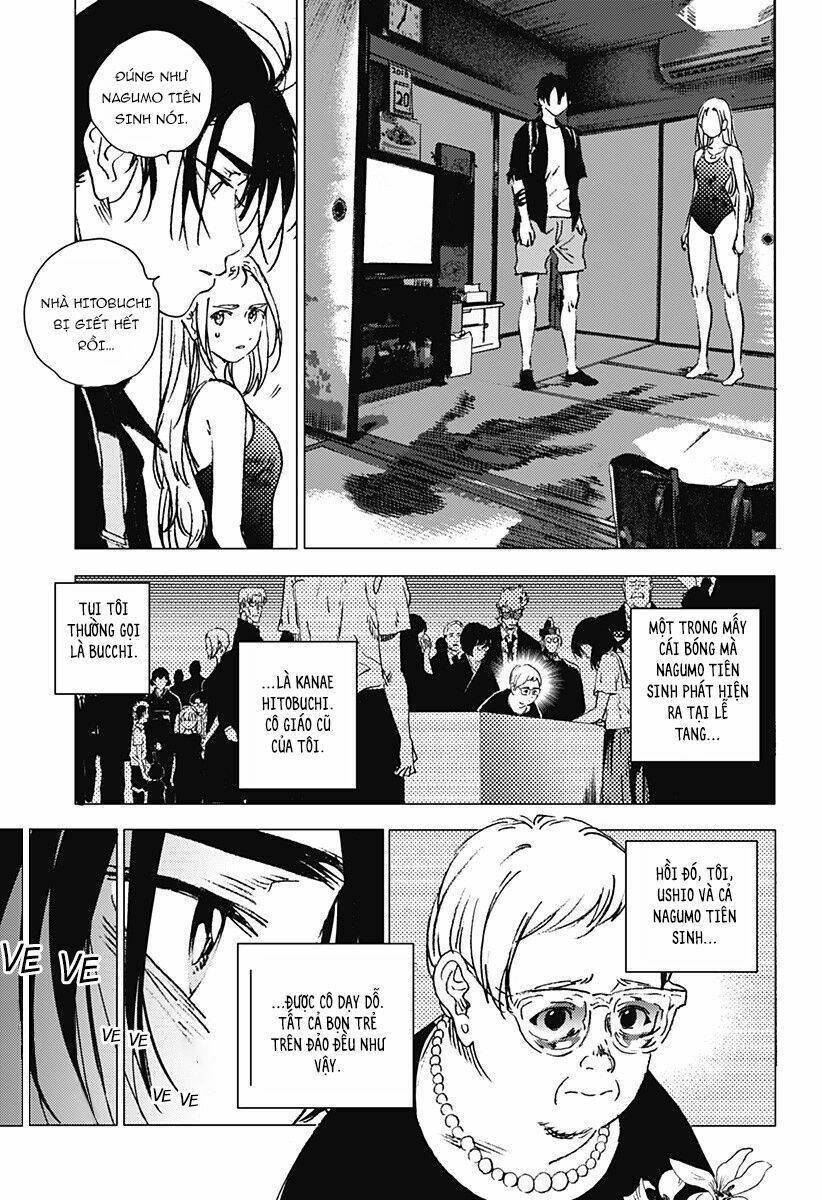 ĐÚNG NHƯ
NAGUMO TIÊN
SINH NÓI.
NHÀ HITOBUCHI
BỊ GIẾT HẾT
RỒI...
20
MỘT TRONG MẤY
CÁI BÓNG MÀ
NAGUMO TIÊN
SINH PHÁT HIỆN
RA TẠI LỄ
TANG...
...LÀ KANAE
HITOBUCHI.
CÔ GIÁO CŨ
CỦA TÔI.
TỤI TÔI
THƯỜNG GỌI
LÀ BUCCHI.
HỒI ĐÓ, TÔI,
USHIO VÀ CẢ
NAGUMO TIÊN
SINH...
...ĐƯỢC CÔ DẠY DỖ.
TẤT CẢ BỌN TRẺ
TRÊN ĐẢO ĐỀU NHƯ
VẬY.
VE VE
VE VE
VE VE